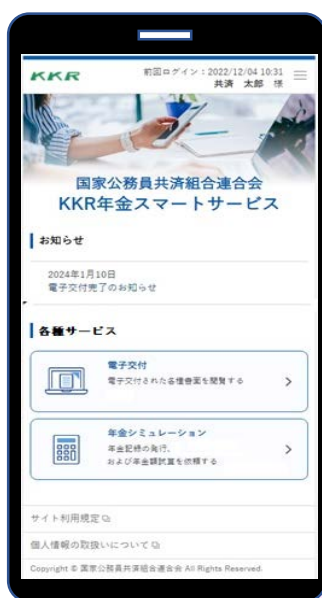 KKR
前回ログイン：2022/12/04 10:31
共済 太郎 様
国家公務員共済組合連合会
KKR年金スマートサービス
お知らせ
2024年1月10日
電子交付完了のお知らせ
各種サービス
電子交付
電子交付された各種書面を閲覧する
年金シミュレーション
年金記録の発行、
および年金額試算を依頼する
サイト利用規定
個人情報の取扱いについて
Copyright © 国家公務員共済組合連合会 All Rights Reserved.